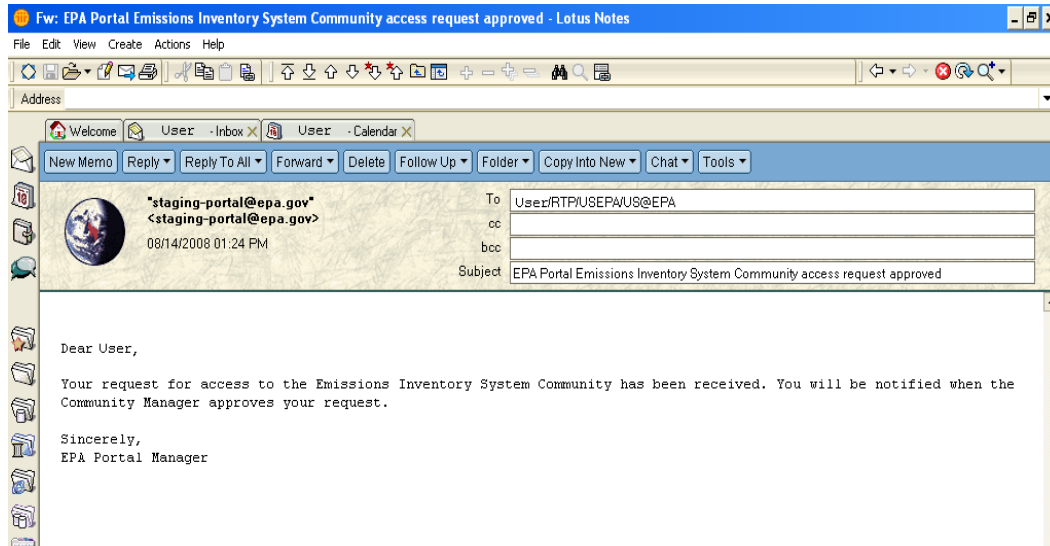 Fw: EPA Portal Emissions Inventory System Community access request approved - Lotus Notes
File Edit View Create Actions Help
Address
Welcome User - Inbox User - Calendar
New Memo Reply Reply To All Forward Delete Follow Up Folder Copy Into New Chat Tools
"staging-portal@epa.gov"
<staging-portal@epa.gov>
08/14/2008 01:24 PM
To User/RTP/USEPA/US@EPA
cc
bcc
Subject EPA Portal Emissions Inventory System Community access request approved
18
Dear User,
Your request for access to the Emissions Inventory System Community has been received. You will be notified when the
Community Manager approves your request.
Sincerely,
EPA Portal Manager